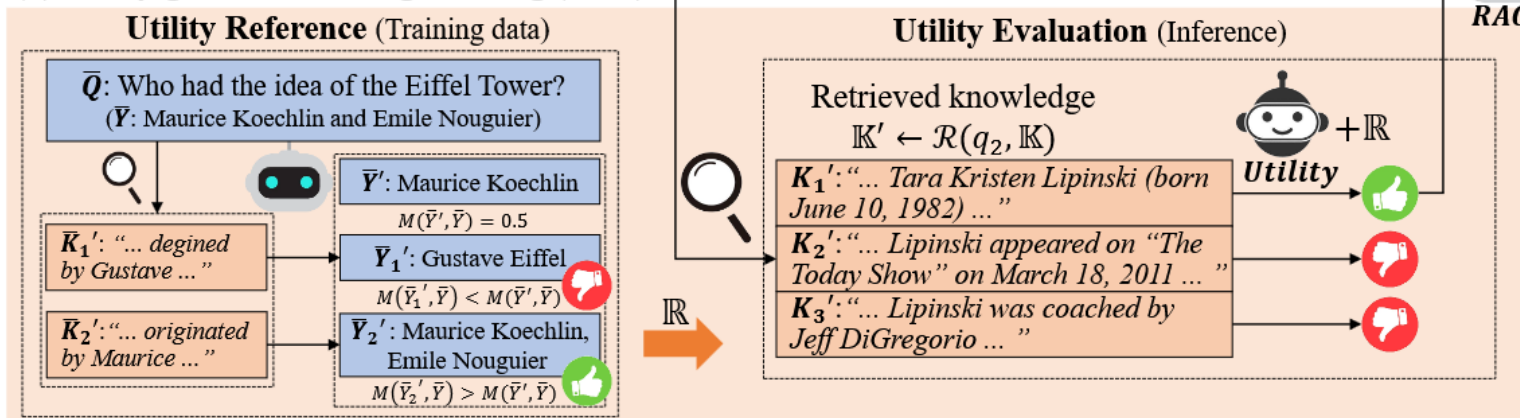 Utility Reference (Training data)
Q̄: Who had the idea of the Eiffel Tower?
(Ȳ: Maurice Koechlin and Emile Nouguier)
Ȳ′: Maurice Koechlin
M(Ȳ′,Ȳ) = 0.5
K̄₁′: “... degined
by Gustave ...”
Ȳ₁′: Gustave Eiffel
M(Ȳ₁′,Ȳ) < M(Ȳ′,Ȳ)
K̄₂′:“... originated
by Maurice ...”
Ȳ₂′: Maurice Koechlin,
Emile Nouguier
M(Ȳ₂′,Ȳ) > M(Ȳ′,Ȳ)
ℝ
Utility Evaluation (Inference)
Retrieved knowledge
𝕂′ ← ℛ(q₂, 𝕂)
+ℝ
Utility
K₁′:“... Tara Kristen Lipinski (born
June 10, 1982) ...”
K₂′:“... Lipinski appeared on “The
Today Show” on March 18, 2011 ... ”
K₃′:“... Lipinski was coached by
Jeff DiGregorio ...”